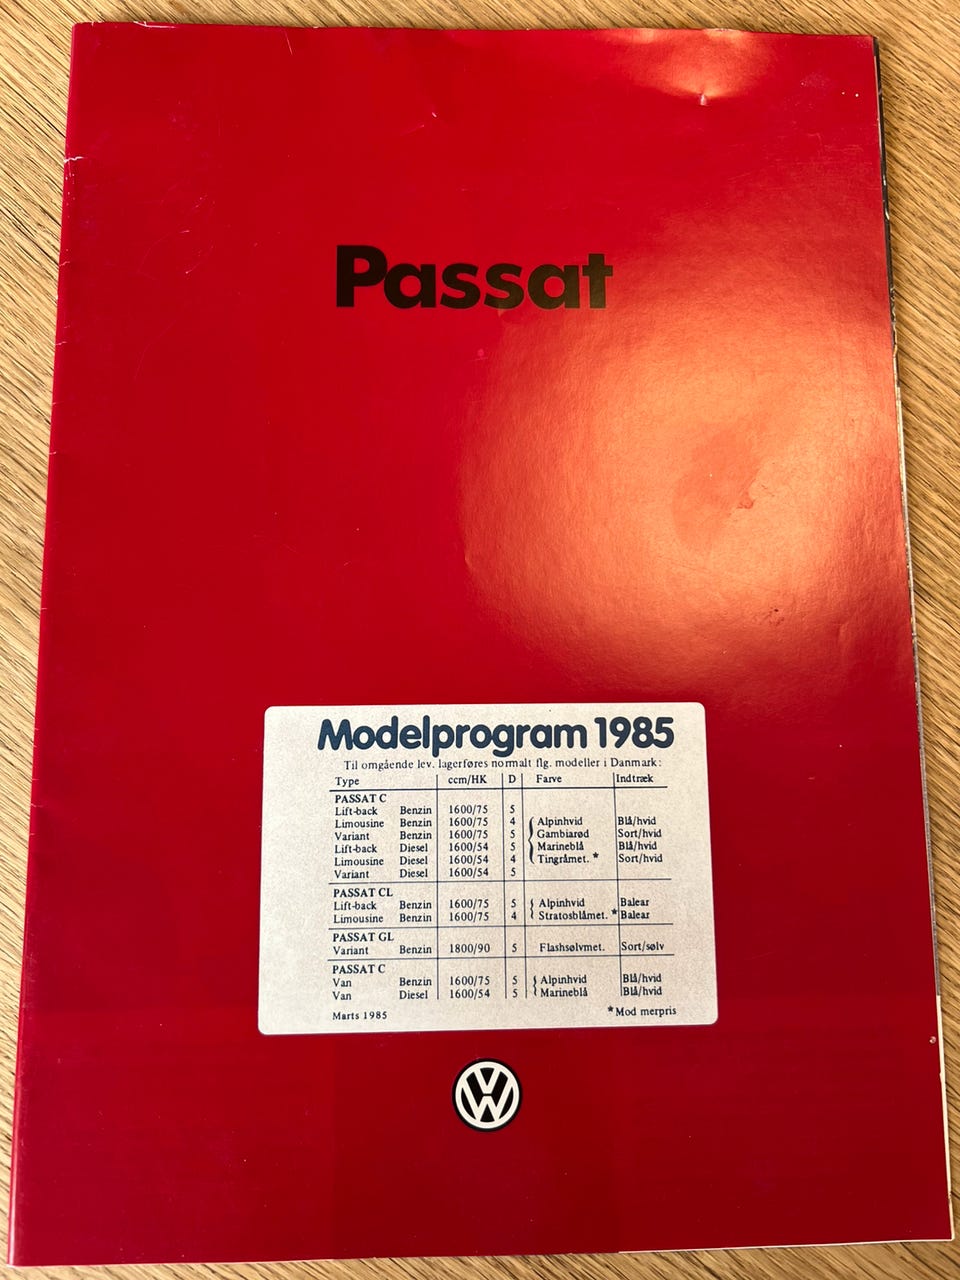 Passat
Modelprogram 1985
Til omgående lev. lagerføres normalt flg. modeller i Danmark:
Type ccm/HK D Farve Indtræk
PASSAT C
Lift-back Benzin 1600/75 5
Limousine Benzin 1600/75 4 Alpinhvid Blå/hvid
Variant Benzin 1600/75 5 Gambiarød Sort/hvid
Lift-back Diesel 1600/54 5 Marineblå Blå/hvid
Limousine Diesel 1600/54 4 Tingråmet. * Sort/hvid
Variant Diesel 1600/54 5
PASSAT CL
Lift-back Benzin 1600/75 5 Alpinhvid Balear
Limousine Benzin 1600/75 4 Stratosblåmet. * Balear
PASSAT GL
Variant Benzin 1800/90 5 Flashsølvmet. Sort/sølv
PASSAT C
Van Benzin 1600/75 5 Alpinhvid Blå/hvid
Van Diesel 1600/54 5 Marineblå Blå/hvid
Marts 1985 * Mod merpris
VW